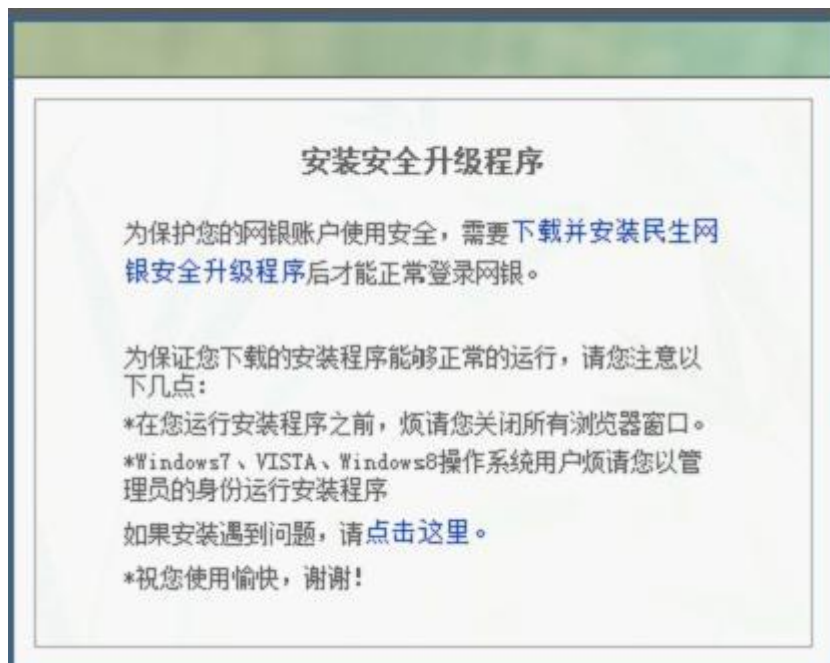 安装安全升级程序
为保护您的网银账户使用安全，需要下载并安装民生网
银安全升级程序后才能正常登录网银。
为保证您下载的安装程序能够正常的运行，请您注意以
下几点：
*在您运行安装程序之前，烦请您关闭所有浏览器窗口。
*Windows7、VISTA、Windows8操作系统用户烦请您以管
理员的身份运行安装程序
如果安装遇到问题，请点击这里。
*祝您使用愉快，谢谢！